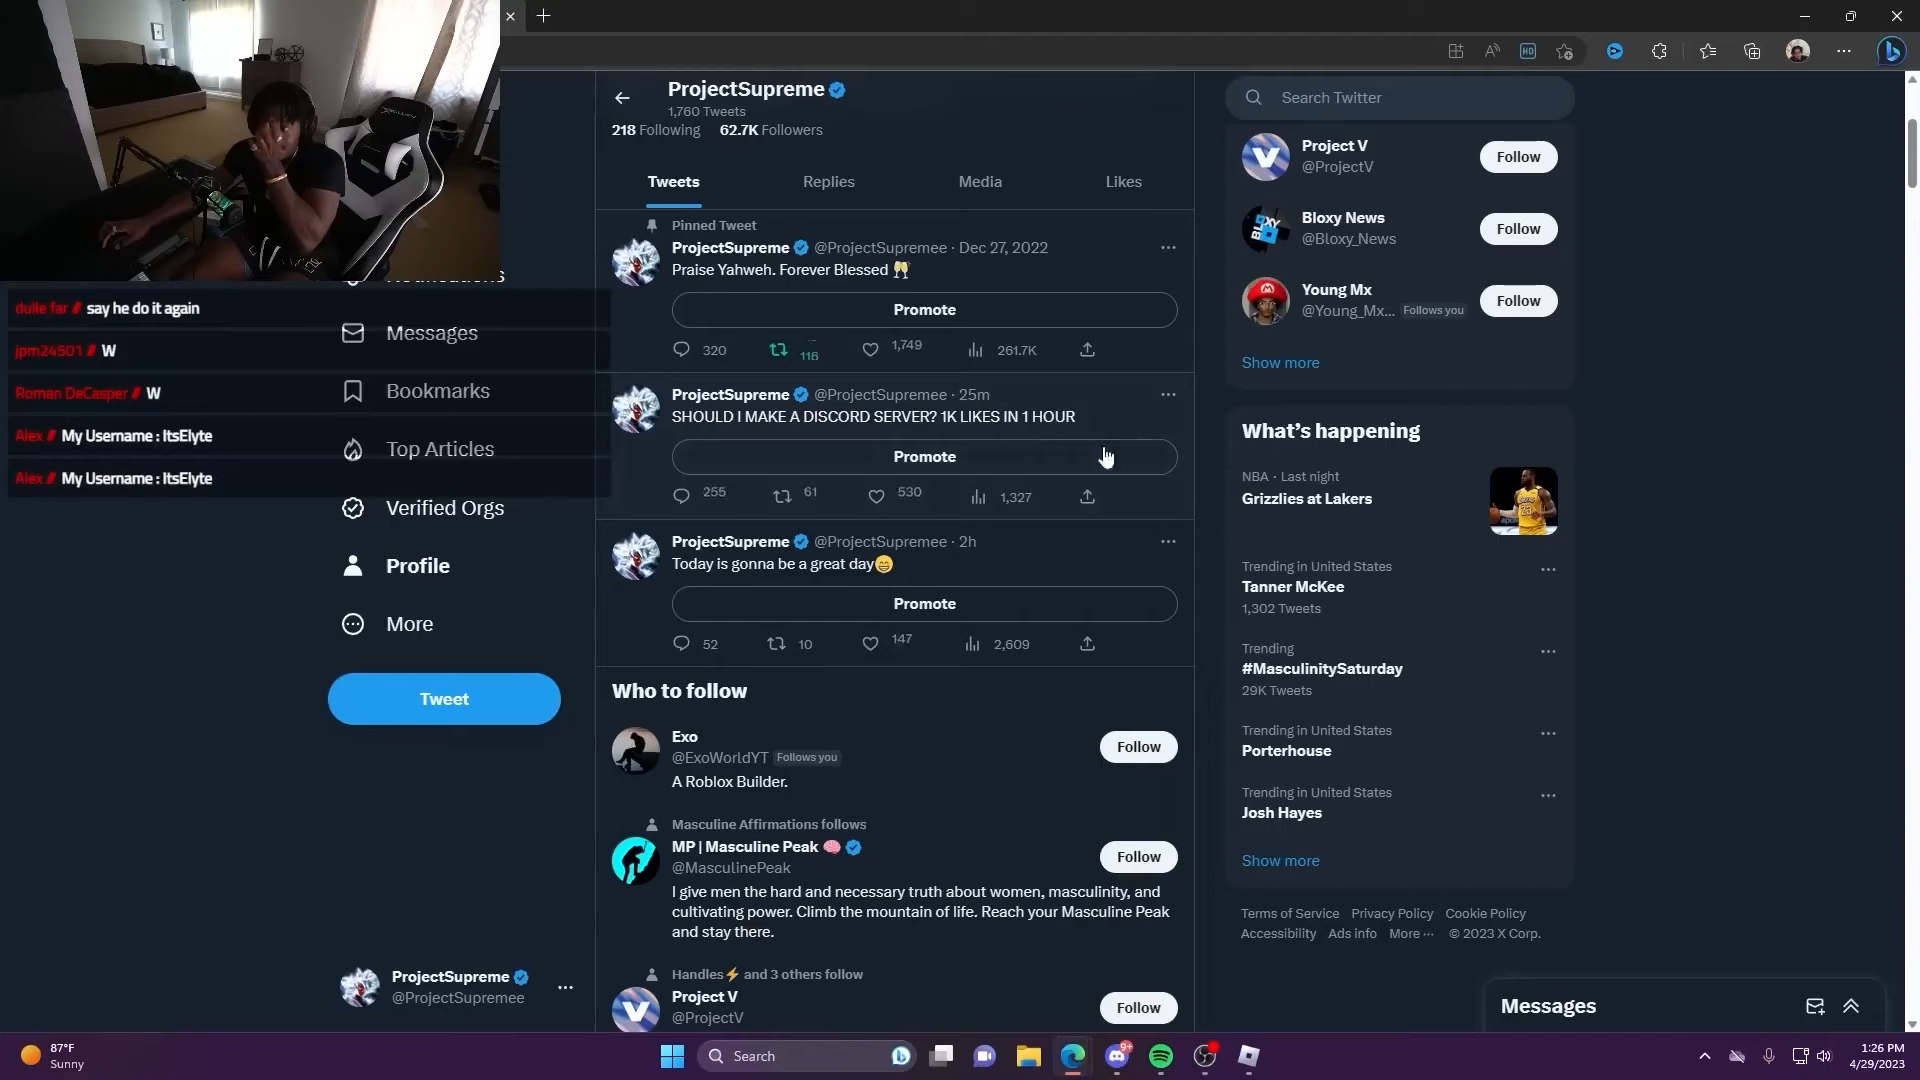 ProjectSupreme
1,760 Tweets
218 Following 62.7K Followers
Tweets Replies Media Likes
Pinned Tweet
ProjectSupreme @ProjectSupremee · Dec 27, 2022
Praise Yahweh. Forever Blessed 🥂
Promote
320 116 1,749 261.7K
ProjectSupreme @ProjectSupremee · 25m
SHOULD I MAKE A DISCORD SERVER? 1K LIKES IN 1 HOUR
Promote
255 61 530 1,327
ProjectSupreme @ProjectSupremee · 2h
Today is gonna be a great day😁
Promote
52 10 147 2,609
Who to follow
Exo
@ExoWorldYT Follows you
A Roblox Builder.
Follow
Masculine Affirmations follows
MP | Masculine Peak 🧠
@MasculinePeak
Follow
I give men the hard and necessary truth about women, masculinity, and
cultivating power. Climb the mountain of life. Reach your Masculine Peak
and stay there.
Handles⚡ and 3 others follow
Project V
@ProjectV
Follow
dulle far // say he do it again
jpm24501 // W
Roman DeCasper // W
Alex // My Username : ItsElyte
Alex // My Username : ItsElyte
Messages
Bookmarks
Top Articles
Verified Orgs
Profile
More
Tweet
ProjectSupreme
@ProjectSupremee
HD
Search Twitter
Project V
@ProjectV
Follow
Bloxy News
@Bloxy_News
Follow
Young Mx
@Young_Mx... Follows you
Follow
Show more
What's happening
NBA · Last night
Grizzlies at Lakers
Trending in United States
Tanner McKee
1,302 Tweets
Trending
#MasculinitySaturday
29K Tweets
Trending in United States
Porterhouse
Trending in United States
Josh Hayes
Show more
Terms of Service Privacy Policy Cookie Policy
Accessibility Ads info More ··· © 2023 X Corp.
Messages
87°F
Sunny
Search
9+
1:26 PM
4/29/2023